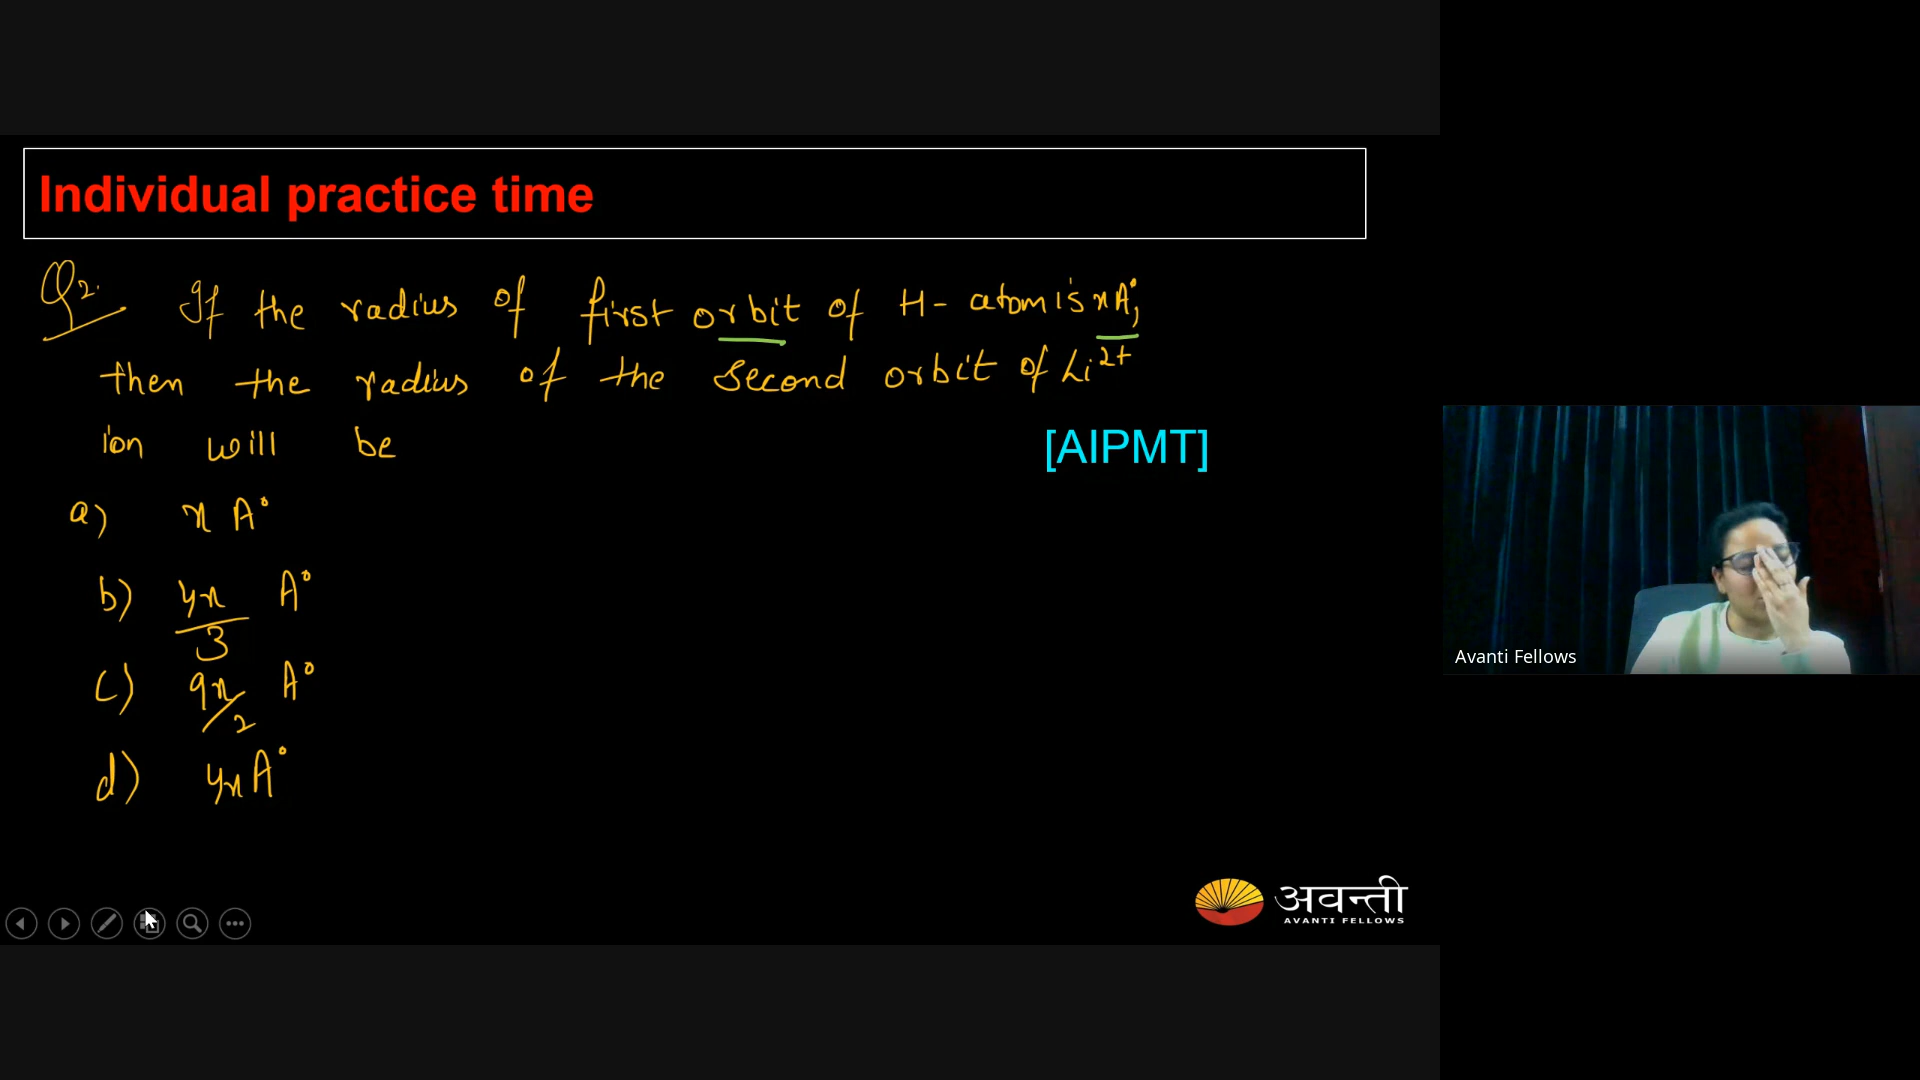 Individual practice time
Q2. If the radius of first orbit of H- atom is x A°,
then the radius of the second orbit of Li2+
ion will be
[AIPMT]
a) x A°
b) 4x/3 A°
c) 9x/2 A°
d) 4x A°
अवन्ती
AVANTI FELLOWS
Avanti Fellows